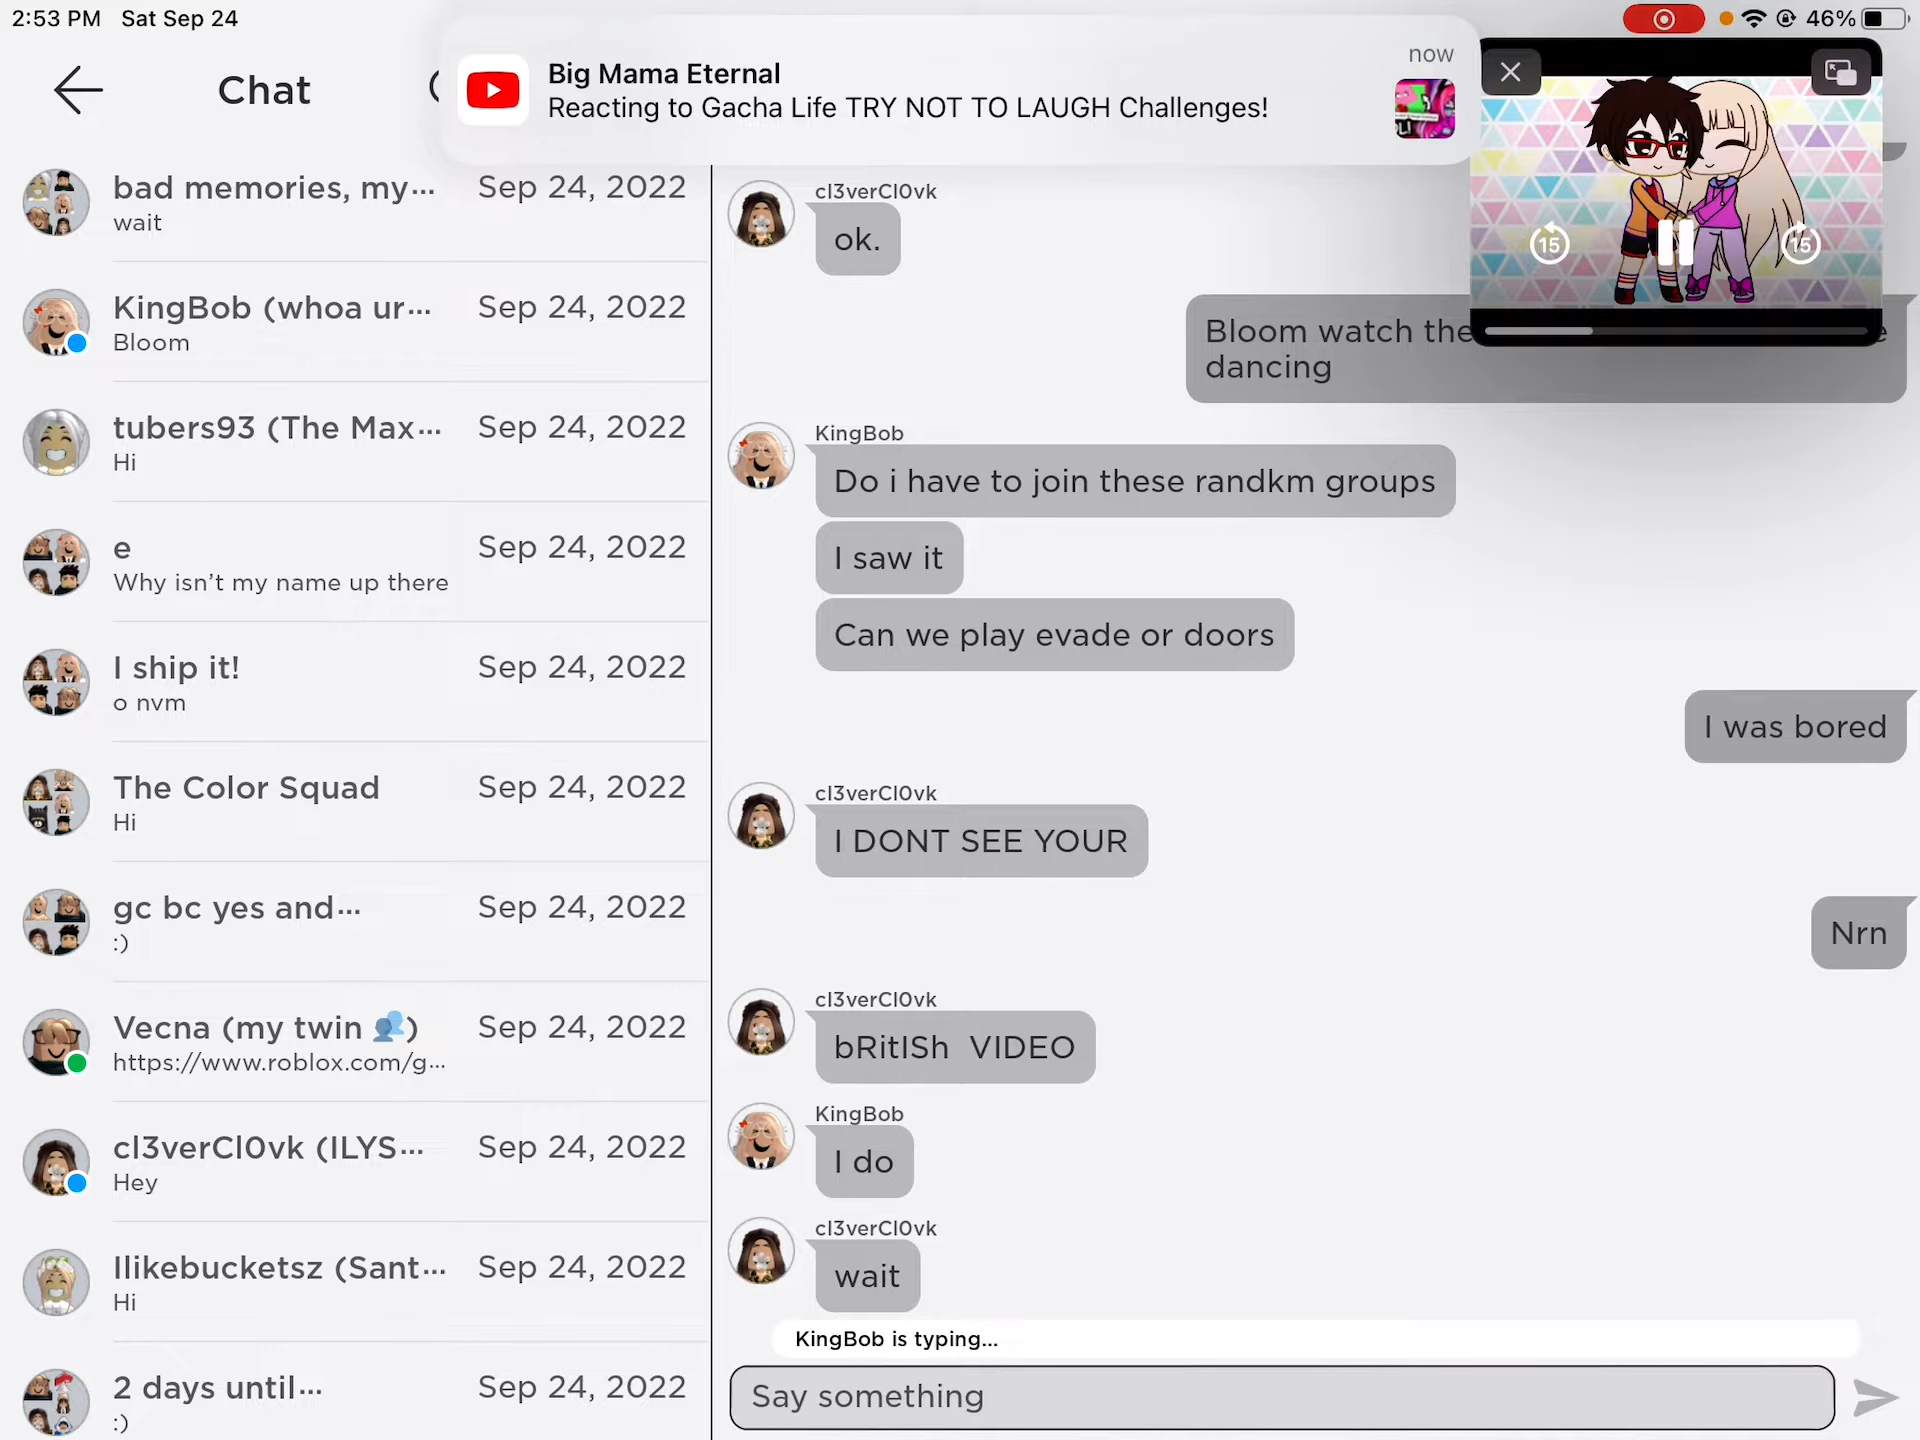 2:53 PM Sat Sep 24
46%
Chat
Big Mama Eternal
now
Reacting to Gacha Life TRY NOT TO LAUGH Challenges!
15
15
bad memories, my...
Sep 24, 2022
wait
KingBob (whoa ur...
Sep 24, 2022
Bloom
tubers93 (The Max...
Sep 24, 2022
Hi
e
Sep 24, 2022
Why isn't my name up there
I ship it!
Sep 24, 2022
o nvm
The Color Squad
Sep 24, 2022
Hi
gc bc yes and...
Sep 24, 2022
:)
Vecna (my twin 👥)
Sep 24, 2022
https://www.roblox.com/g...
cl3verCl0vk (ILYS...
Sep 24, 2022
Hey
Ilikebucketsz (Sant...
Sep 24, 2022
Hi
2 days until...
Sep 24, 2022
:)
cl3verCl0vk
ok.
Bloom watch the
dancing
KingBob
Do i have to join these randkm groups
I saw it
Can we play evade or doors
I was bored
cl3verCl0vk
I DONT SEE YOUR
Nrn
cl3verCl0vk
bRitISh VIDEO
KingBob
I do
cl3verCl0vk
wait
KingBob is typing...
Say something